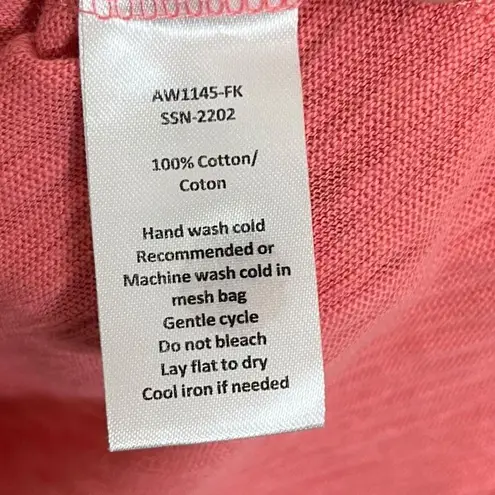 AW1145-FK
SSN-2202
100% Cotton/
Coton
Hand wash cold
Recommended or
Machine wash cold in
mesh bag
Gentle cycle
Do not bleach
Lay flat to dry
Cool iron if needed